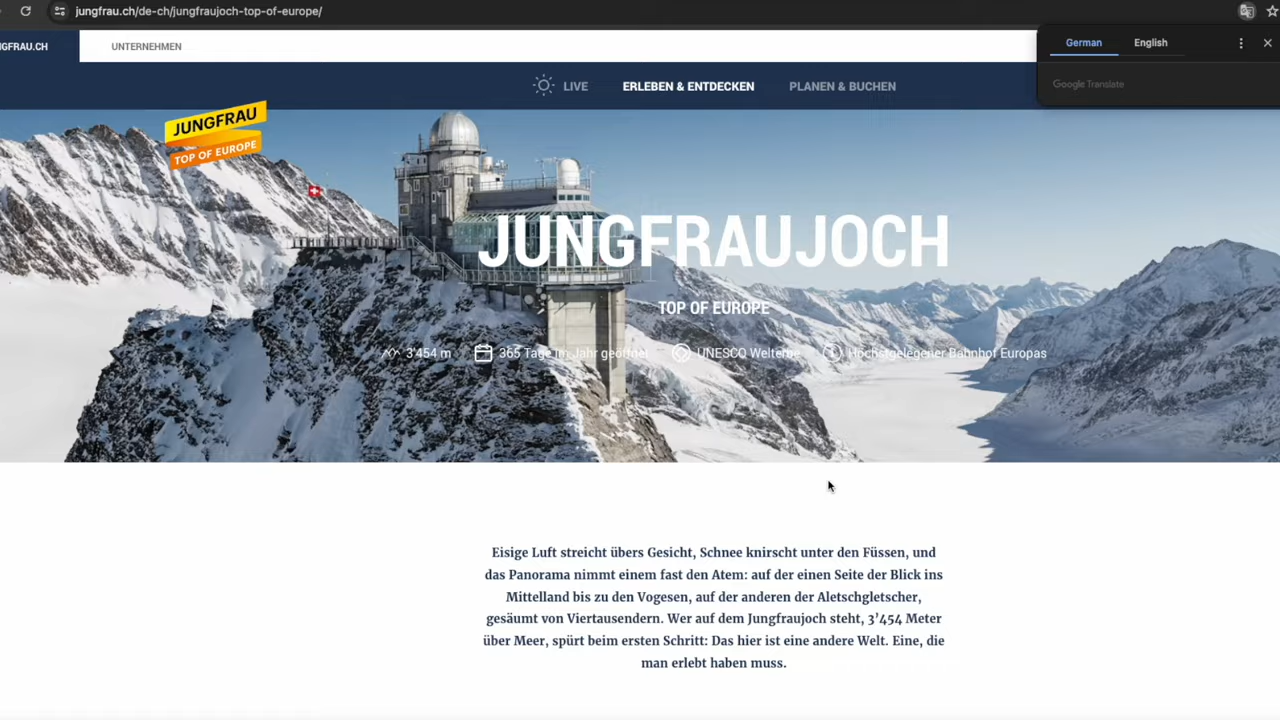 jungfrau.ch/de-ch/jungfraujoch-top-of-europe/
German English
Google Translate
UNTERNEHMEN
LIVE ERLEBEN & ENTDECKEN PLANEN & BUCHEN
JUNGFRAU
TOP OF EUROPE
JUNGFRAUJOCH
TOP OF EUROPE
3'454 m 365 Tage im Jahr geöffnet UNESCO Welterbe Höchstgelegener Bahnhof Europas
Eisige Luft streicht übers Gesicht, Schnee knirscht unter den Füssen, und
das Panorama nimmt einem fast den Atem: auf der einen Seite der Blick ins
Mittelland bis zu den Vogesen, auf der anderen der Aletschgletscher,
gesäumt von Viertausendern. Wer auf dem Jungfraujoch steht, 3’454 Meter
über Meer, spürt beim ersten Schritt: Das hier ist eine andere Welt. Eine, die
man erlebt haben muss.